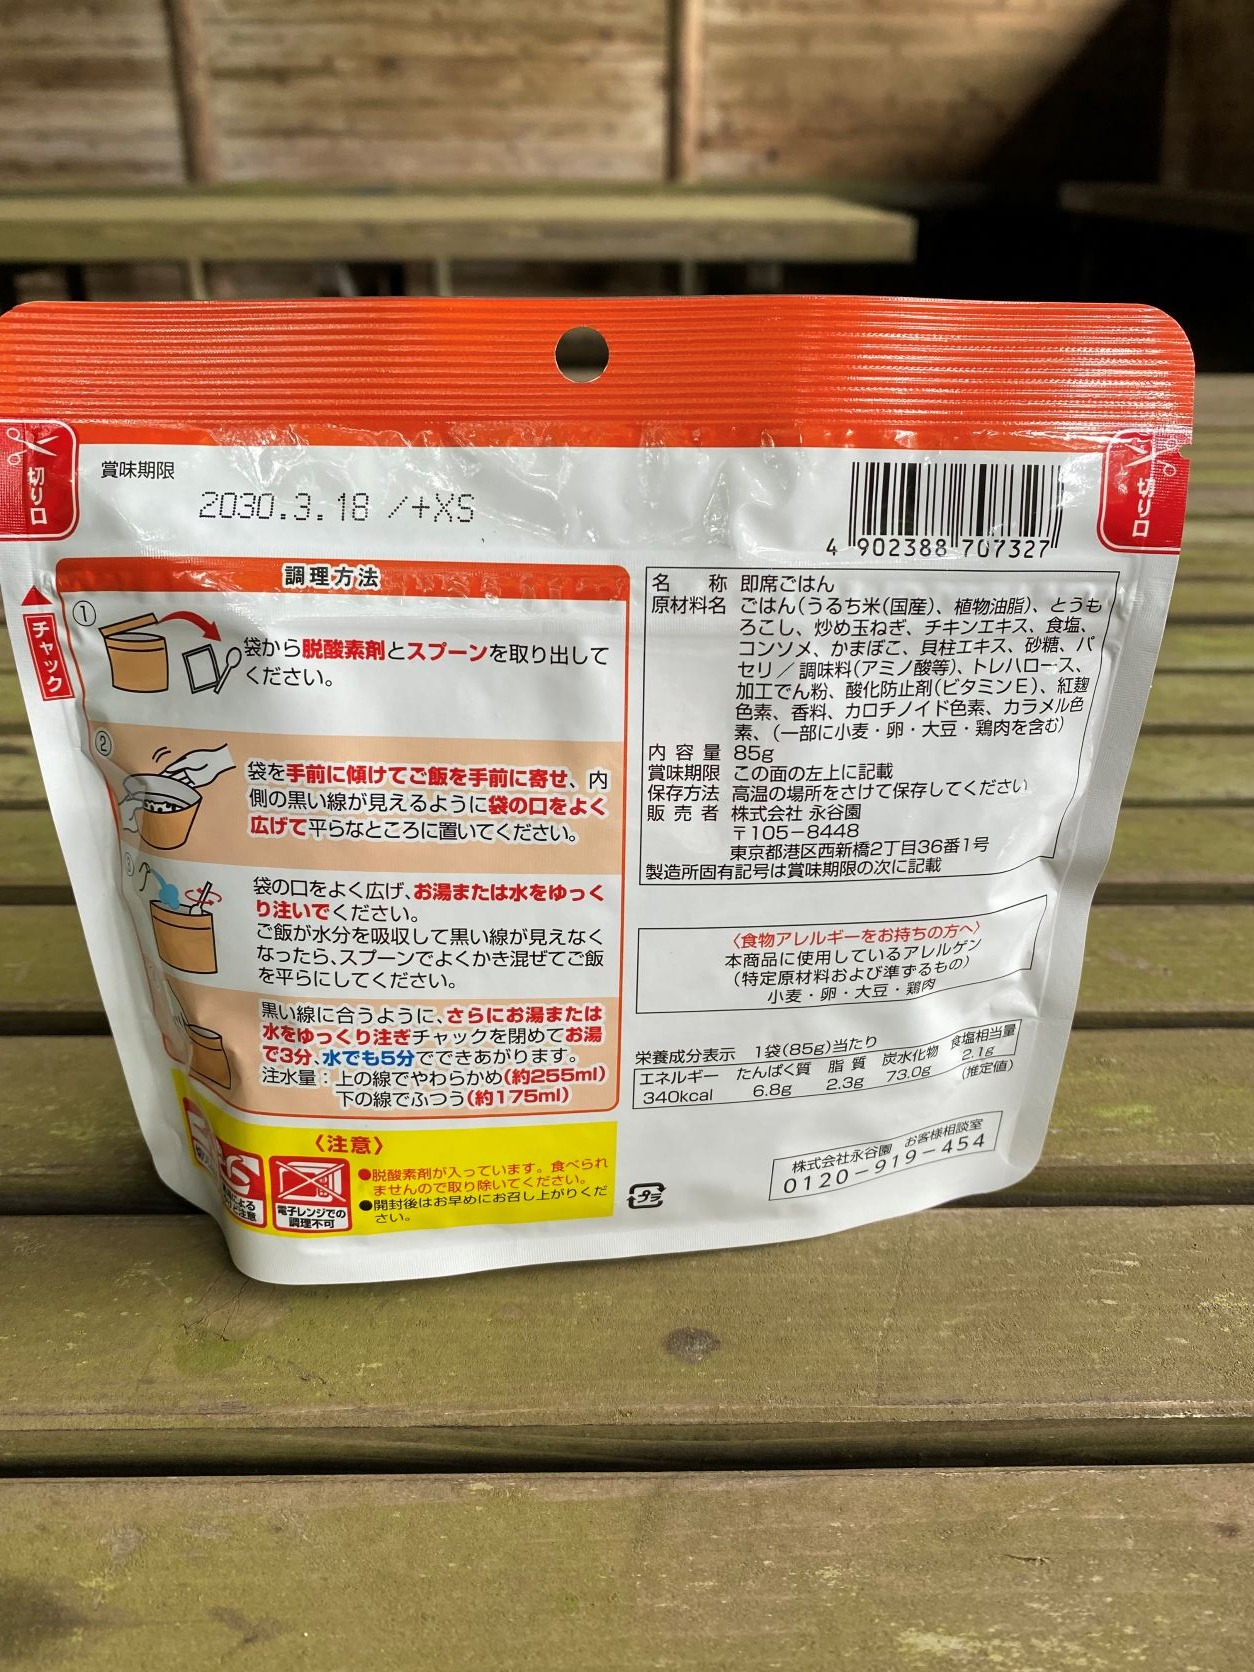 切り口
賞味期限
2030.3.18 /+XS
4 902388 707327
切り口
チャック
調理方法
①
袋から脱酸素剤とスプーンを取り出して
ください。
②
袋を手前に傾けてご飯を手前に寄せ、内
側の黒い線が見えるように袋の口をよく
広げて平らなところに置いてください。
③
袋の口をよく広げ、お湯または水をゆっく
り注いでください。
ご飯が水分を吸収して黒い線が見えなく
なったら、スプーンでよくかき混ぜてご飯
を平らにしてください。
黒い線に合うように、さらにお湯または
水をゆっくり注ぎチャックを閉めてお湯
で3分、水でも5分でできあがります。
注水量：上の線でやわらかめ(約255ml)
下の線でふつう(約175ml)
〈注意〉
電子レンジでの
調理不可
●脱酸素剤が入っています。食べられ
ませんので取り除いてください。
●開封後はお早めにお召し上がりくだ
さい。
名称 即席ごはん
原材料名 ごはん(うるち米(国産)、植物油脂)、とうも
ろこし、炒め玉ねぎ、チキンエキス、食塩、
コンソメ、かまぼこ、貝柱エキス、砂糖、パ
セリ／調味料(アミノ酸等)、トレハロース、
加工でん粉、酸化防止剤(ビタミンE)、紅麹
色素、香料、カロチノイド色素、カラメル色
素、(一部に小麦・卵・大豆・鶏肉を含む)
内容量 85g
賞味期限 この面の左上に記載
保存方法 高温の場所をさけて保存してください
販売者 株式会社 永谷園
〒105-8448
東京都港区西新橋2丁目36番1号
製造所固有記号は賞味期限の次に記載
〈食物アレルギーをお持ちの方へ〉
本商品に使用しているアレルゲン
(特定原材料および準ずるもの)
小麦・卵・大豆・鶏肉
栄養成分表示 1袋(85g)当たり
エネルギー たんぱく質 脂質 炭水化物 食塩相当量
340kcal 6.8g 2.3g 73.0g 2.1g
(推定値)
プラ
株式会社永谷園 お客様相談室
0120-919-454